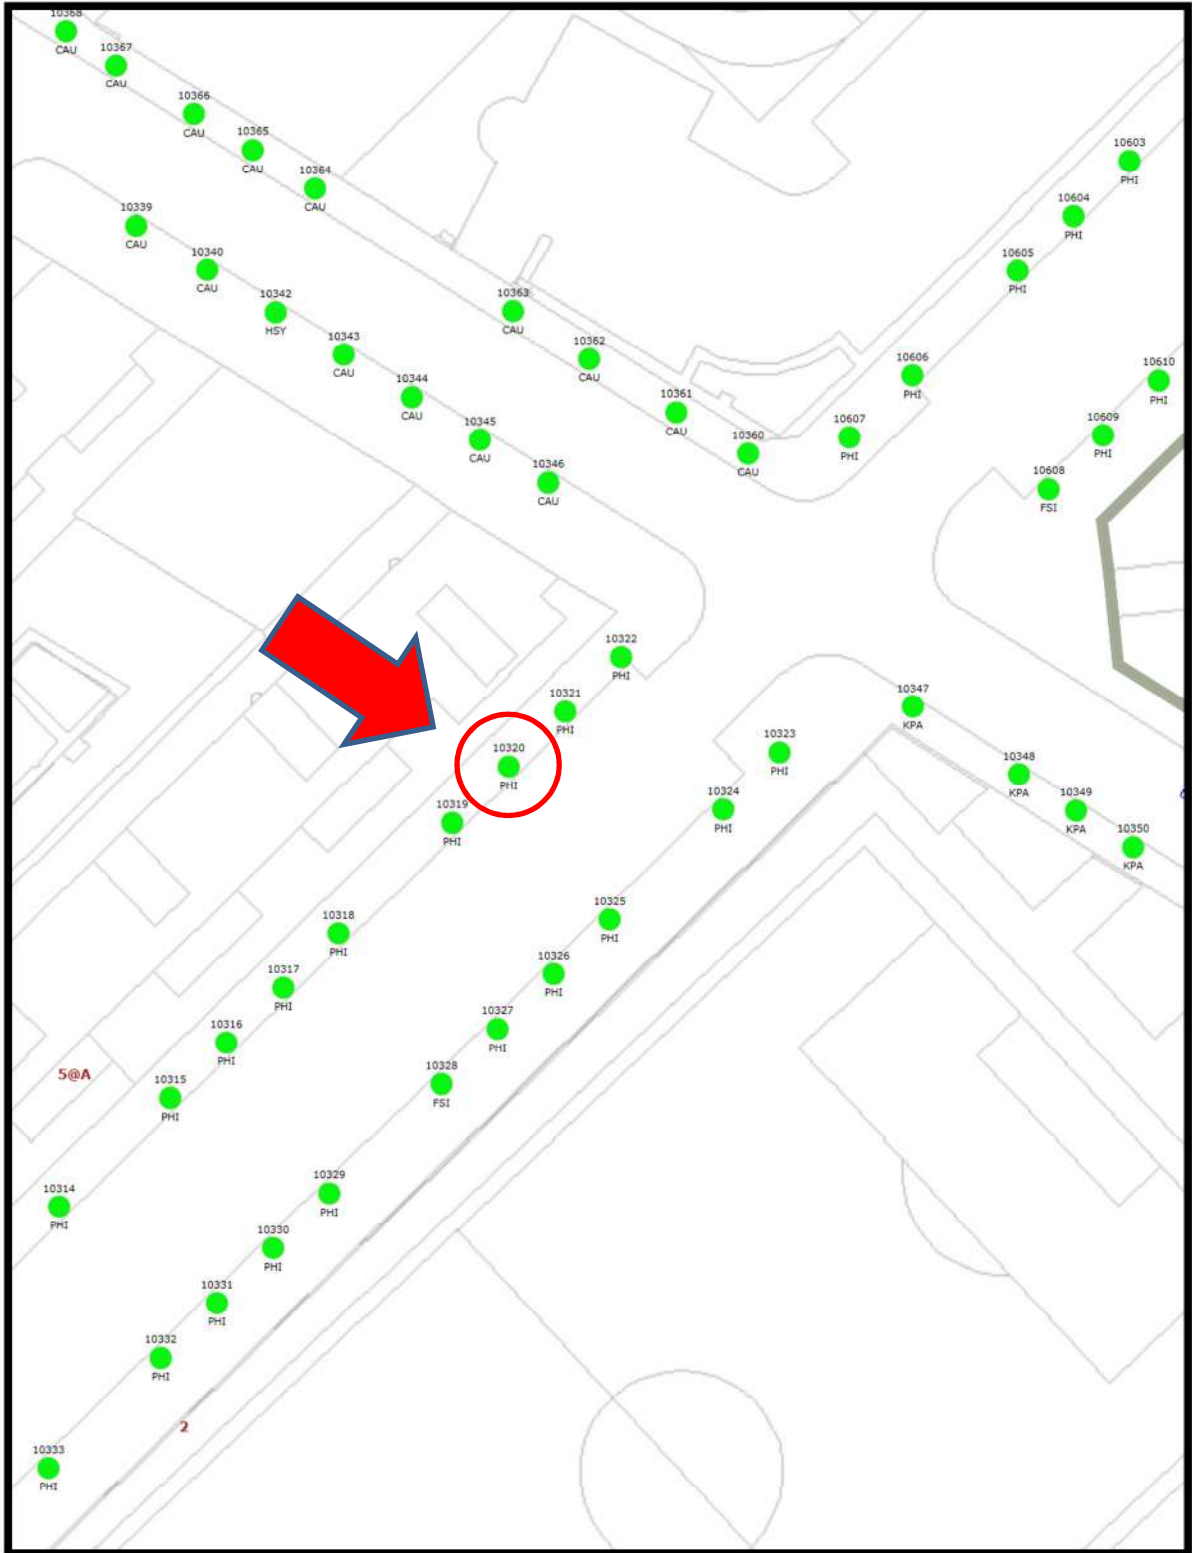 10368
CAU
10367
CAU
10366
CAU
10365
CAU
10364
CAU
10603
PHI
10604
PHI
10339
CAU
10340
CAU
10605
PHI
10342
HSY
10363
CAU
10343
CAU
10362
CAU
10606
PHI
10610
PHI
10344
CAU
10361
CAU
10345
CAU
10360
CAU
10607
PHI
10609
PHI
10346
CAU
10608
FSI
10322
PHI
10321
PHI
10347
KPA
10320
PHI
10323
PHI
10348
KPA
10319
PHI
10324
PHI
10349
KPA
10350
KPA
10318
PHI
10325
PHI
10317
PHI
10326
PHI
10316
PHI
10327
PHI
5@A
10315
PHI
10328
FSI
10314
PHI
10329
PHI
10330
PHI
10331
PHI
10332
PHI
2
10333
PHI